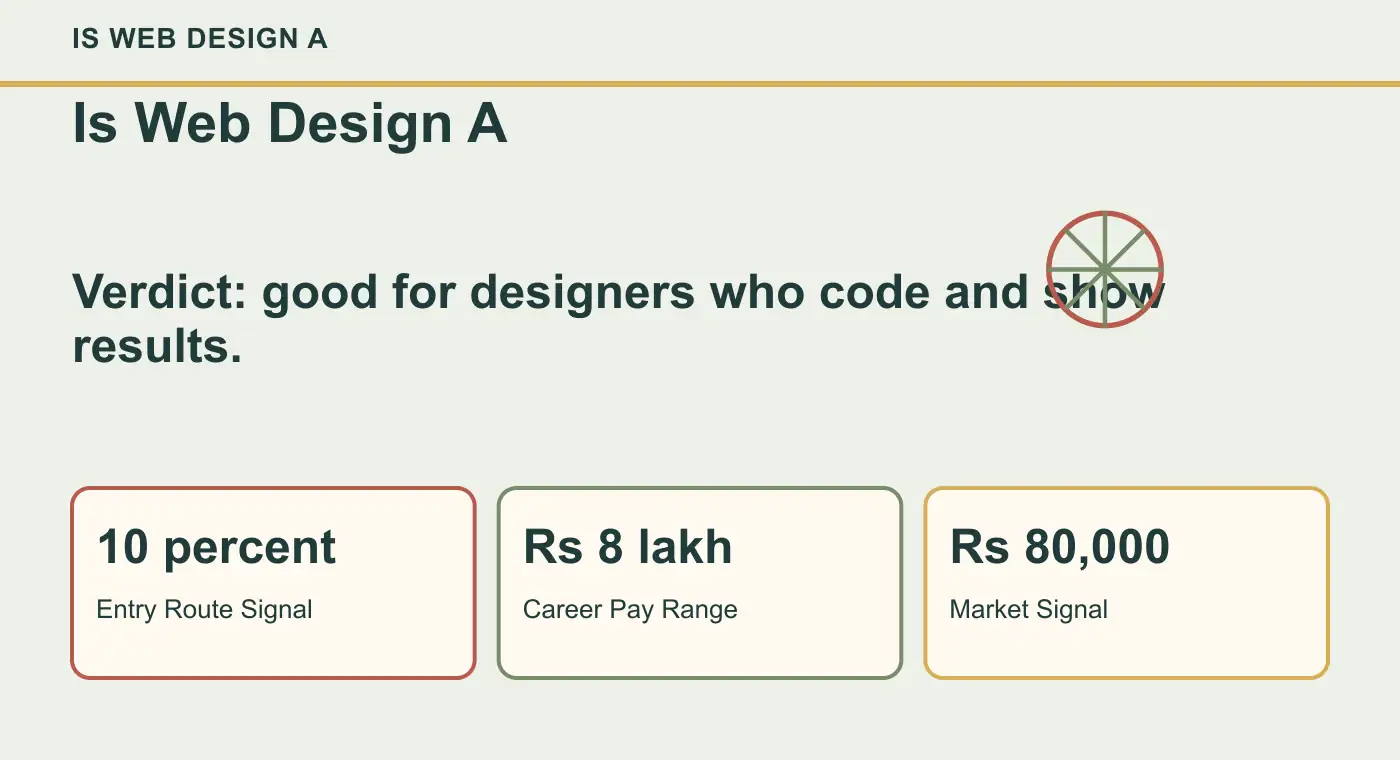 IS WEB DESIGN A
Is Web Design A
Verdict: good for designers who code and show
results.
10 percent
Entry Route Signal
Rs 8 lakh
Career Pay Range
Rs 80,000
Market Signal